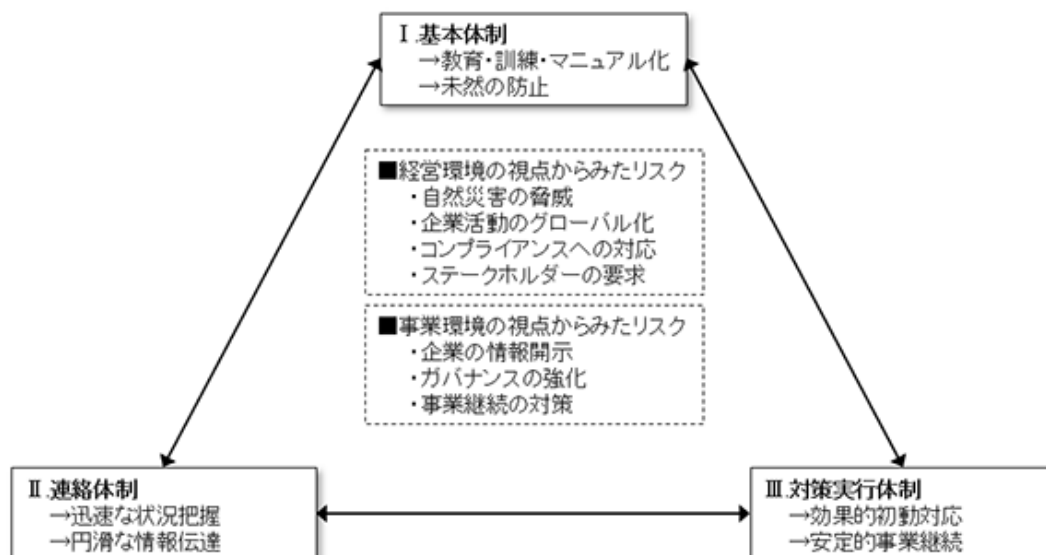 Ⅰ.基本体制
→教育・訓練・マニュアル化
→未然の防止
■経営環境の視点からみたリスク
・自然災害の脅威
・企業活動のグローバル化
・コンプライアンスへの対応
・ステークホルダーの要求
■事業環境の視点からみたリスク
・企業の情報開示
・ガバナンスの強化
・事業継続の対策
Ⅱ.連絡体制
→迅速な状況把握
→円滑な情報伝達
Ⅲ.対策実行体制
→効果的初動対応
→安定的事業継続